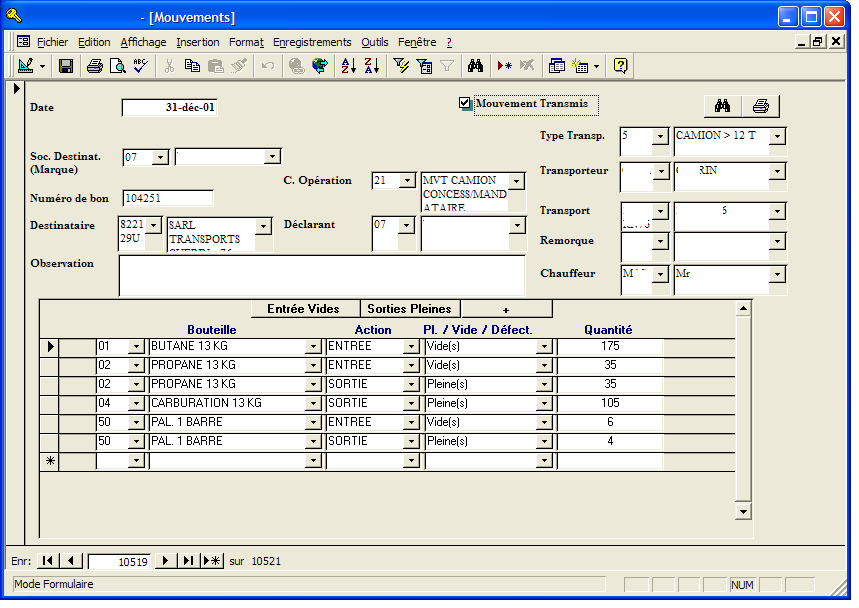 - [Mouvements]
Fichier Edition Affichage Insertion Format Enregistrements Outils Fenêtre ?
Date 31-déc-01 Mouvement Transmis
Type Transp. 5 CAMION > 12 T
Soc. Destinat. 07
(Marque)
C. Opération 21 MVT CAMION
CONCESS/MAND
ATAIRE
Transporteur RIN
Numéro de bon 104251
Transport 5
Destinataire 8221 SARL
29U TRANSPORTS
Déclarant 07
Remorque
Observation
Chauffeur M Mr
Entrée Vides Sorties Pleines +
Bouteille Action Pl. / Vide / Défect. Quantité
01 BUTANE 13 KG ENTREE Vide(s) 175
02 PROPANE 13 KG ENTREE Vide(s) 35
02 PROPANE 13 KG SORTIE Pleine(s) 35
04 CARBURATION 13 KG SORTIE Pleine(s) 105
50 PAL. 1 BARRE ENTREE Vide(s) 6
50 PAL. 1 BARRE SORTIE Pleine(s) 4
Enr: 10519 sur 10521
Mode Formulaire NUM